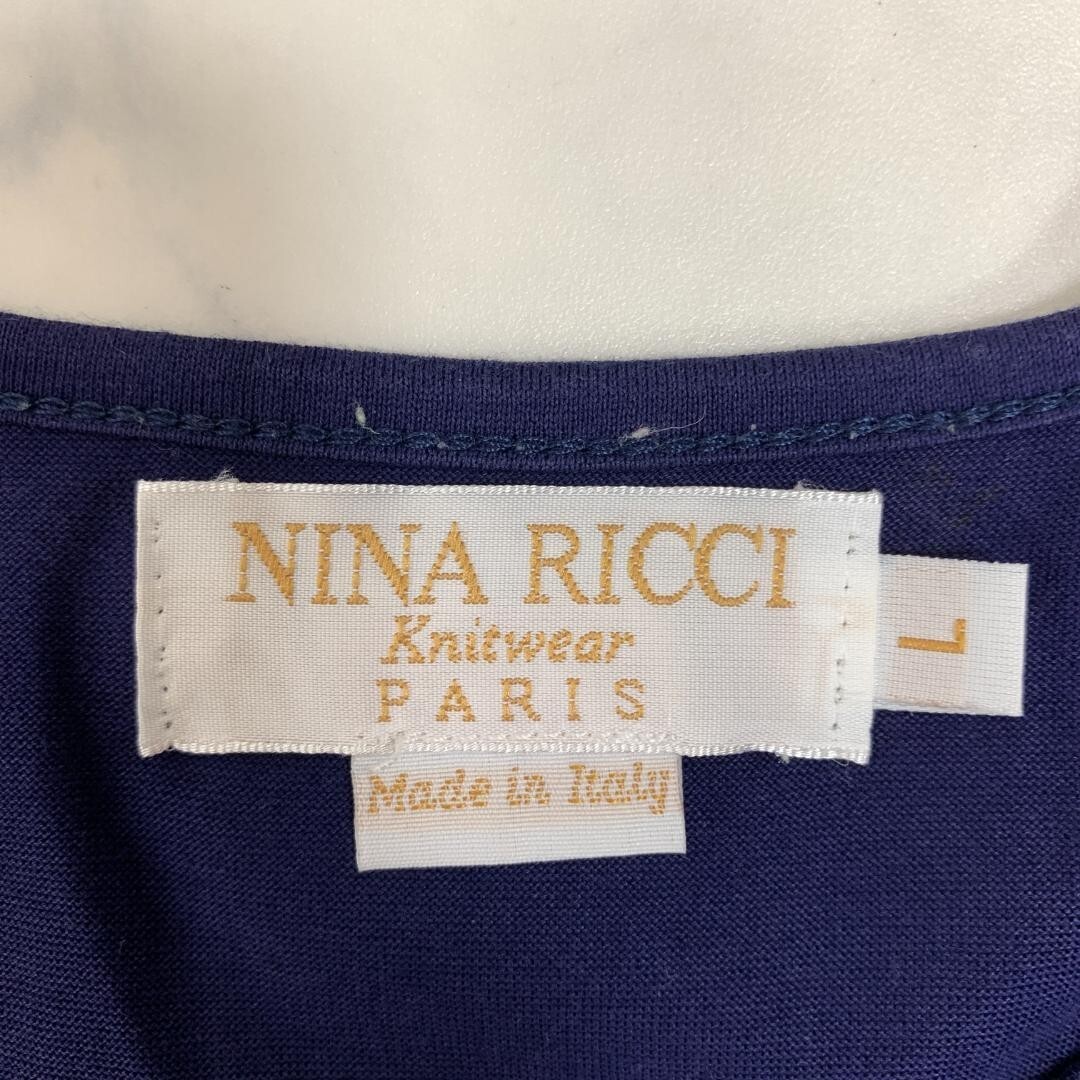 NINA RICCI
Knitwear
PARIS
L
Made in Italy